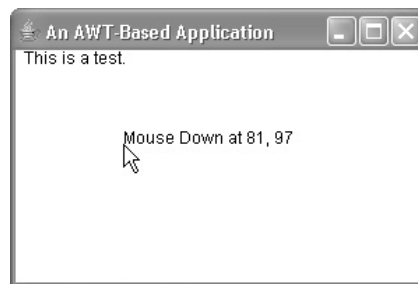 An AWT-Based Application
This is a test.
Mouse Down at 81, 97